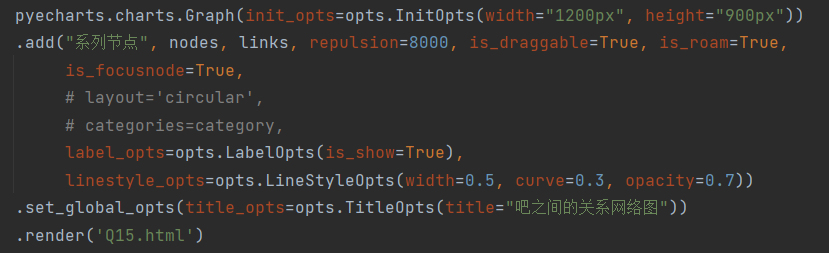 pyecharts.charts.Graph(init_opts=opts.InitOpts(width="1200px", height="900px"))
.add("系列节点", nodes, links, repulsion=8000, is_draggable=True, is_roam=True,
is_focusnode=True,
# layout='circular',
# categories=category,
label_opts=opts.LabelOpts(is_show=True),
linestyle_opts=opts.LineStyleOpts(width=0.5, curve=0.3, opacity=0.7))
.set_global_opts(title_opts=opts.TitleOpts(title="吧之间的关系网络图"))
.render('Q15.html')